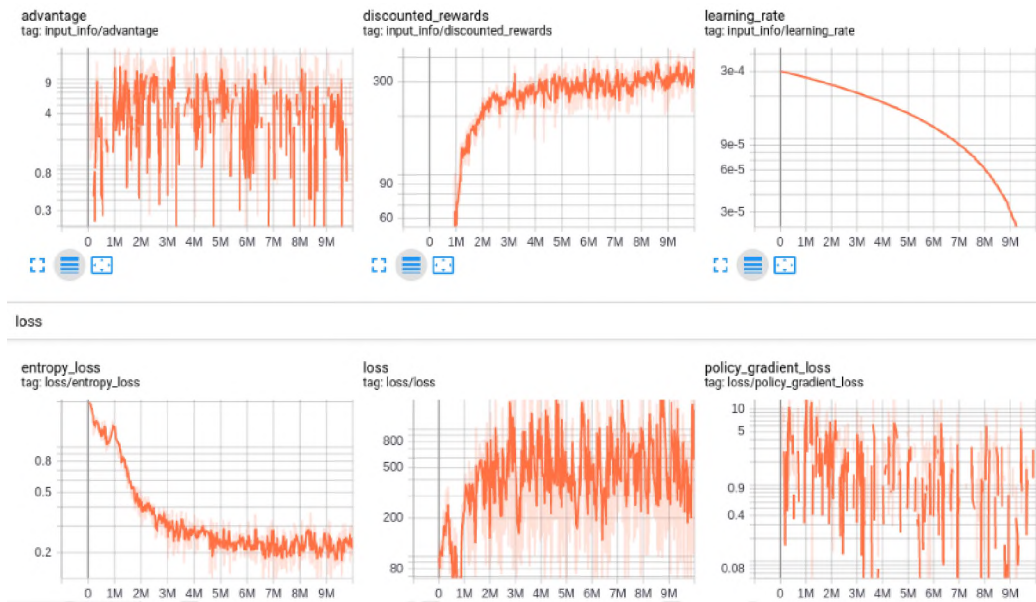 advantage
tag: input_info/advantage
9
4
0.8
0.3
0 1M 2M 3M 4M 5M 6M 7M 8M 9M
discounted_rewards
tag: input_info/discounted_rewards
300
90
60
0 1M 2M 3M 4M 5M 6M 7M 8M 9M
learning_rate
tag: input_info/learning_rate
3e-4
9e-5
6e-5
3e-5
0 1M 2M 3M 4M 5M 6M 7M 8M 9M
loss
entropy_loss
tag: loss/entropy_loss
0.8
0.5
0.2
0 1M 2M 3M 4M 5M 6M 7M 8M 9M
loss
tag: loss/loss
800
500
200
80
0 1M 2M 3M 4M 5M 6M 7M 8M 9M
policy_gradient_loss
tag: loss/policy_gradient_loss
10
5
0.9
0.4
0.08
0 1M 2M 3M 4M 5M 6M 7M 8M 9M